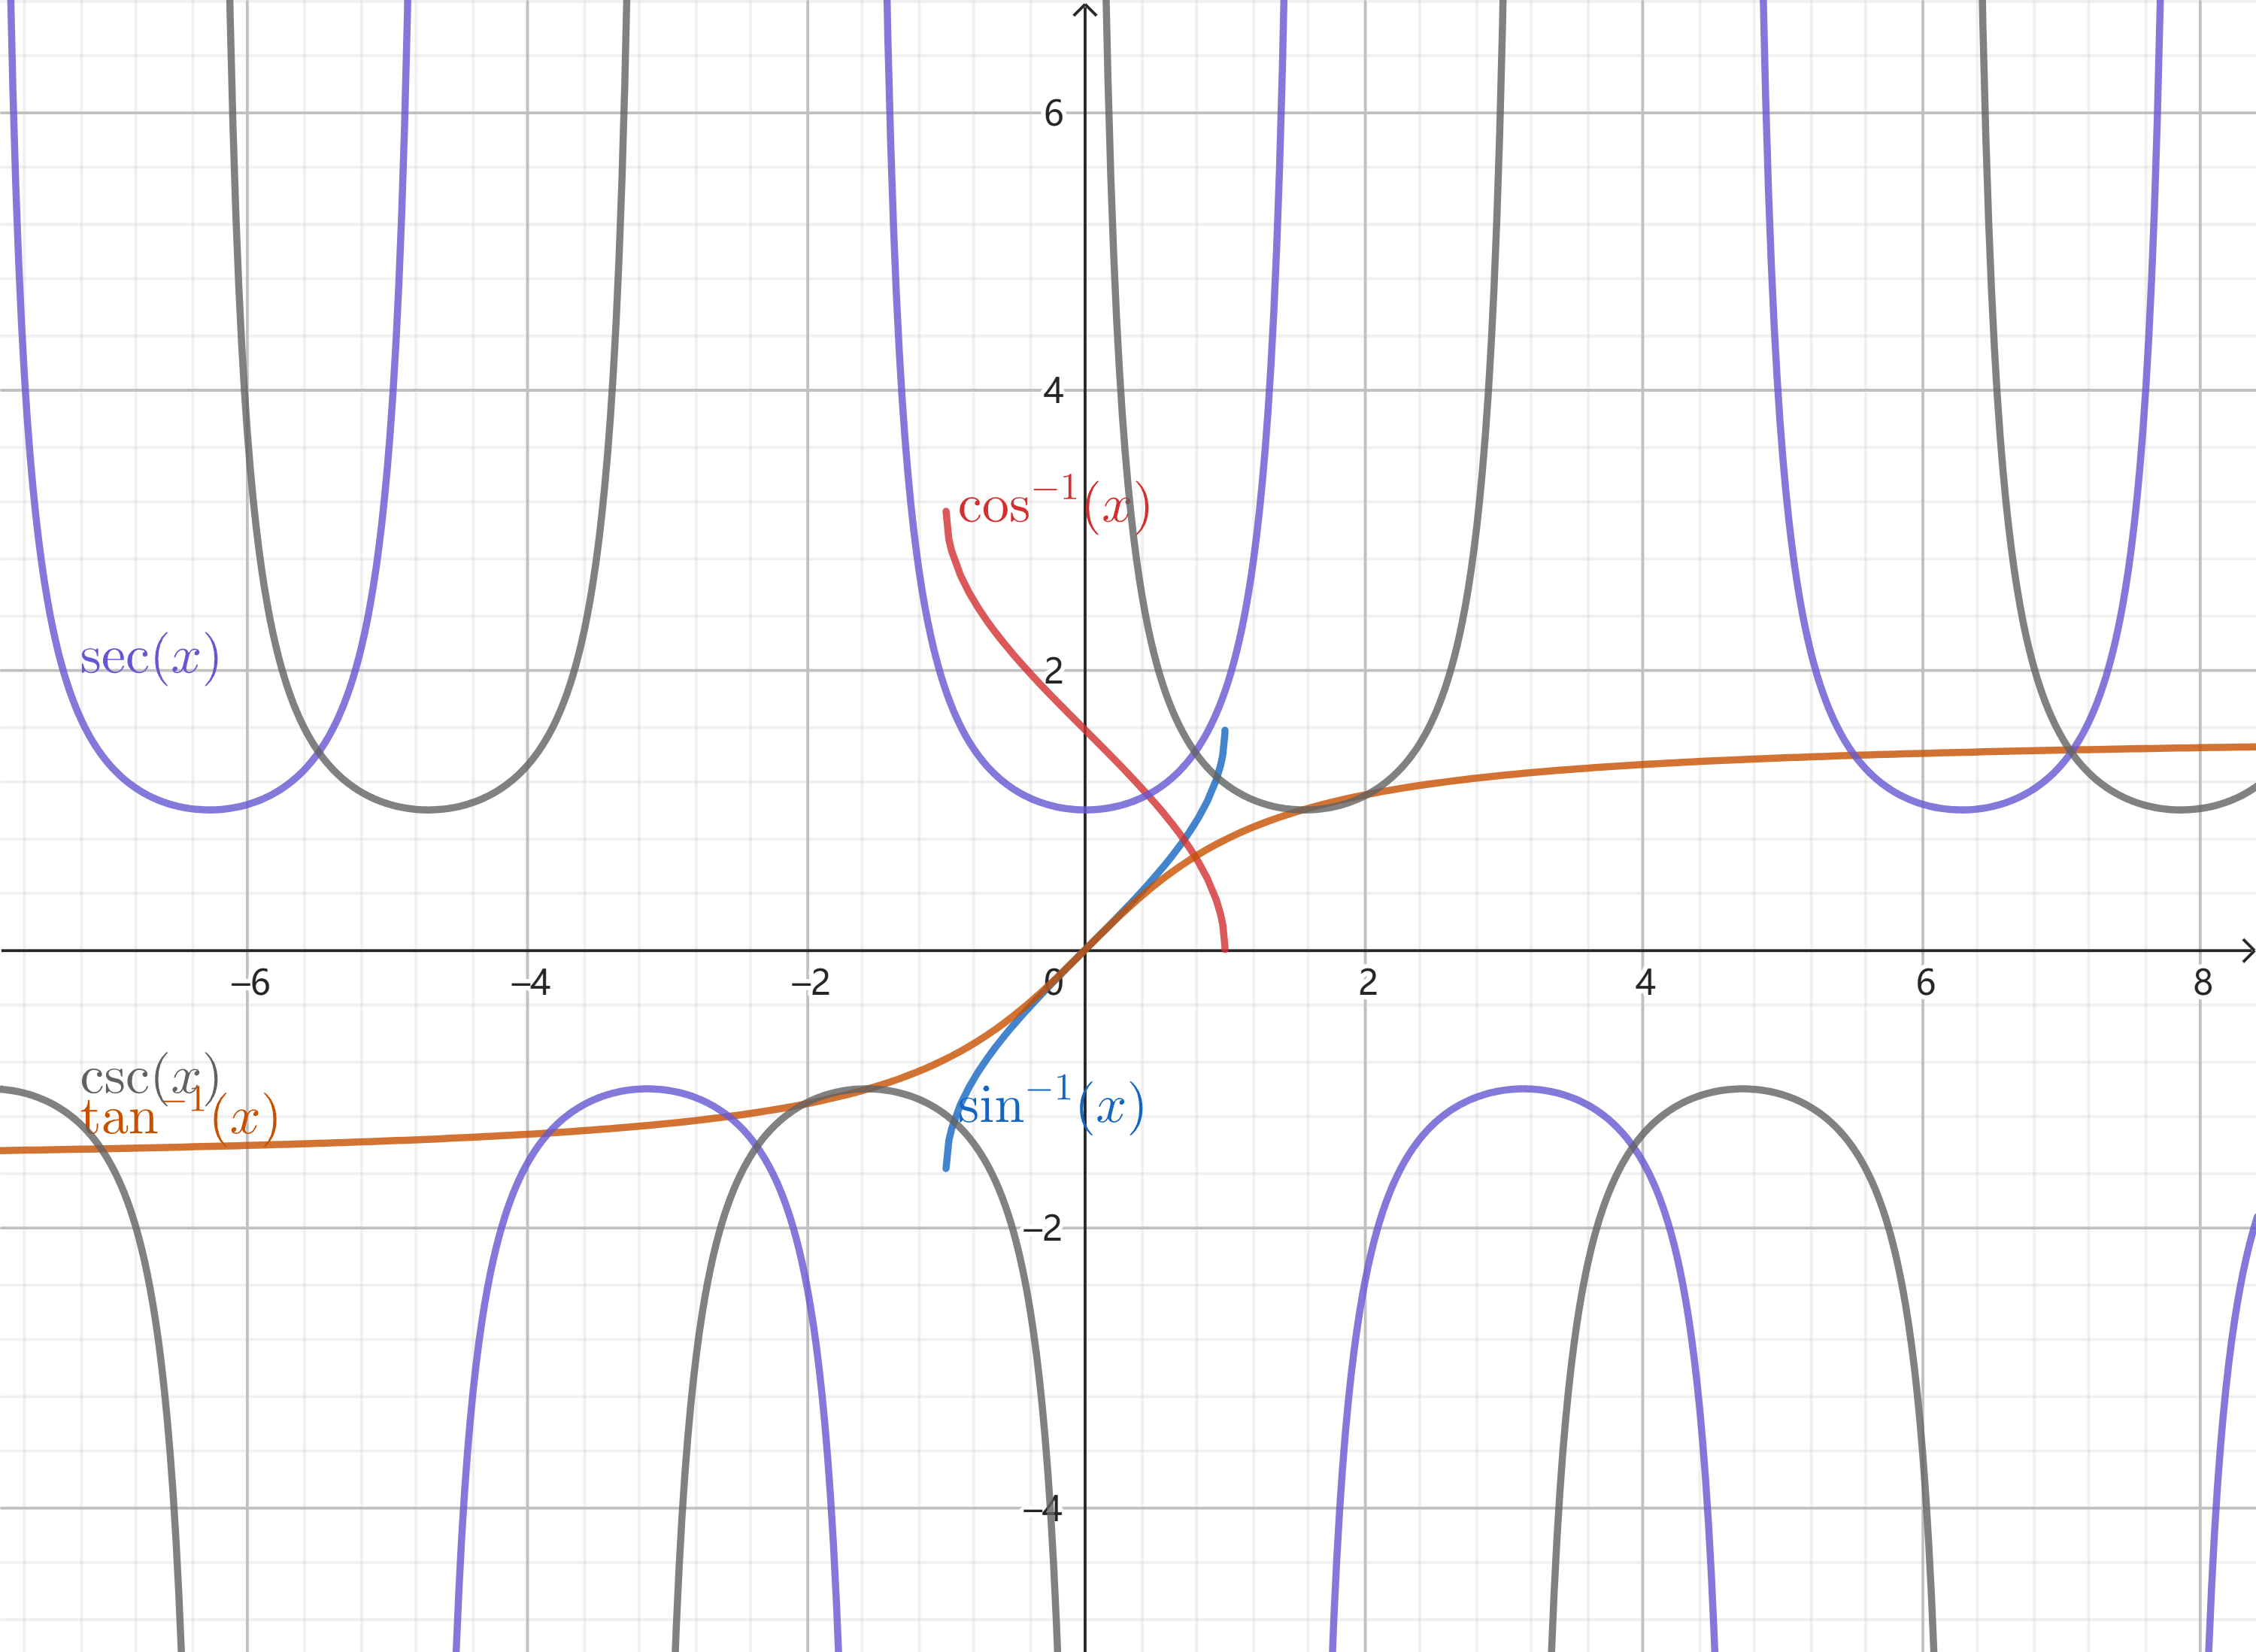 6
4
cos⁻¹(x)
sec(x)
2
−6 −4 −2 0 2 4 6 8
csc(x)
tan⁻¹(x)
sin⁻¹(x)
−2
−4